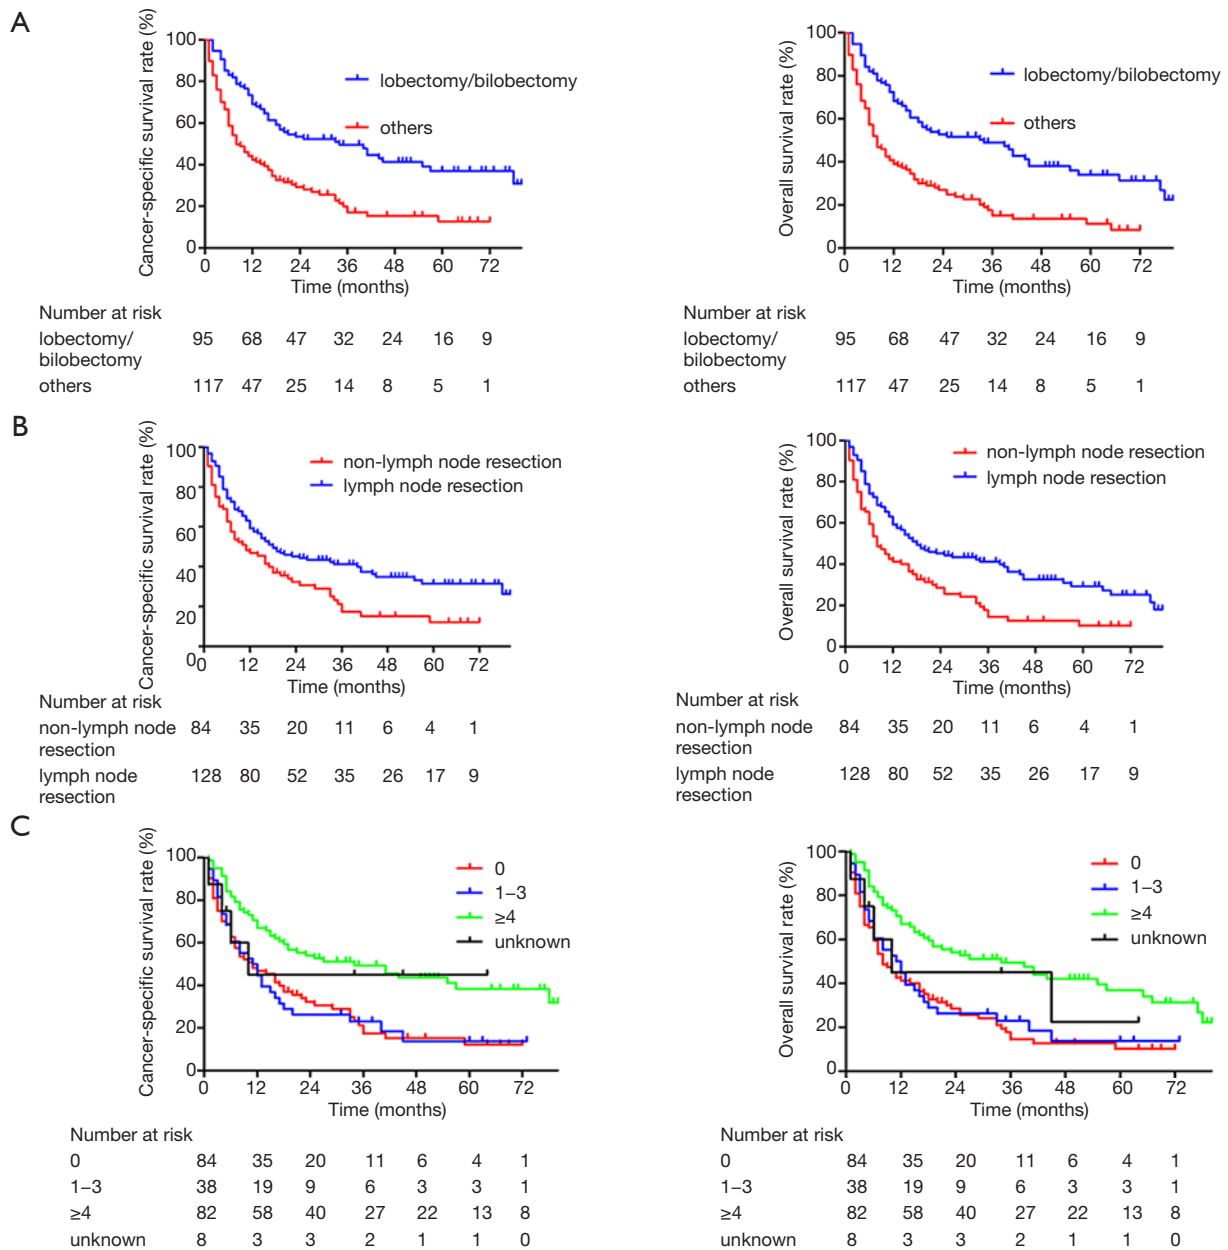 A
Cancer-specific survival rate (%)
100
80
60
40
20
0
0 12 24 36 48 60 72
Time (months)
lobectomy/bilobectomy
others
Number at risk
lobectomy/ 95 68 47 32 24 16 9
bilobectomy
others 117 47 25 14 8 5 1
Overall survival rate (%)
100
80
60
40
20
0
0 12 24 36 48 60 72
Time (months)
lobectomy/bilobectomy
others
Number at risk
lobectomy/ 95 68 47 32 24 16 9
bilobectomy
others 117 47 25 14 8 5 1
B
Cancer-specific survival rate (%)
100
80
60
40
20
0
0 12 24 36 48 60 72
Time (months)
non-lymph node resection
lymph node resection
Number at risk
non-lymph node 84 35 20 11 6 4 1
resection
lymph node 128 80 52 35 26 17 9
resection
Overall survival rate (%)
100
80
60
40
20
0
0 12 24 36 48 60 72
Time (months)
non-lymph node resection
lymph node resection
Number at risk
non-lymph node 84 35 20 11 6 4 1
resection
lymph node 128 80 52 35 26 17 9
resection
C
Cancer-specific survival rate (%)
100
80
60
40
20
0
0 12 24 36 48 60 72
Time (months)
0
1–3
≥4
unknown
Number at risk
0 84 35 20 11 6 4 1
1–3 38 19 9 6 3 3 1
≥4 82 58 40 27 22 13 8
unknown 8 3 3 2 1 1 0
Overall survival rate (%)
100
80
60
40
20
0
0 12 24 36 48 60 72
Time (months)
0
1–3
≥4
unknown
Number at risk
0 84 35 20 11 6 4 1
1–3 38 19 9 6 3 3 1
≥4 82 58 40 27 22 13 8
unknown 8 3 3 2 1 1 0